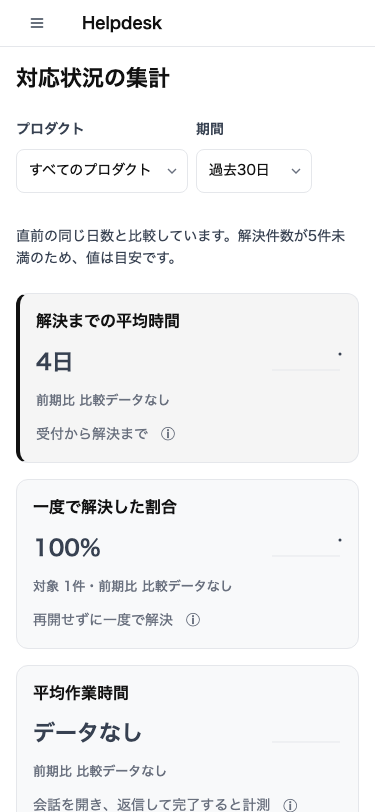 Helpdesk
対応状況の集計
プロダクト 期間
すべてのプロダクト 過去30日
直前の同じ日数と比較しています。解決件数が5件未
満のため、値は目安です。
解決までの平均時間
4日
前期比 比較データなし
受付から解決まで
一度で解決した割合
100%
対象 1件・前期比 比較データなし
再開せずに一度で解決
平均作業時間
データなし
前期比 比較データなし
会話を開き、返信して完了すると計測